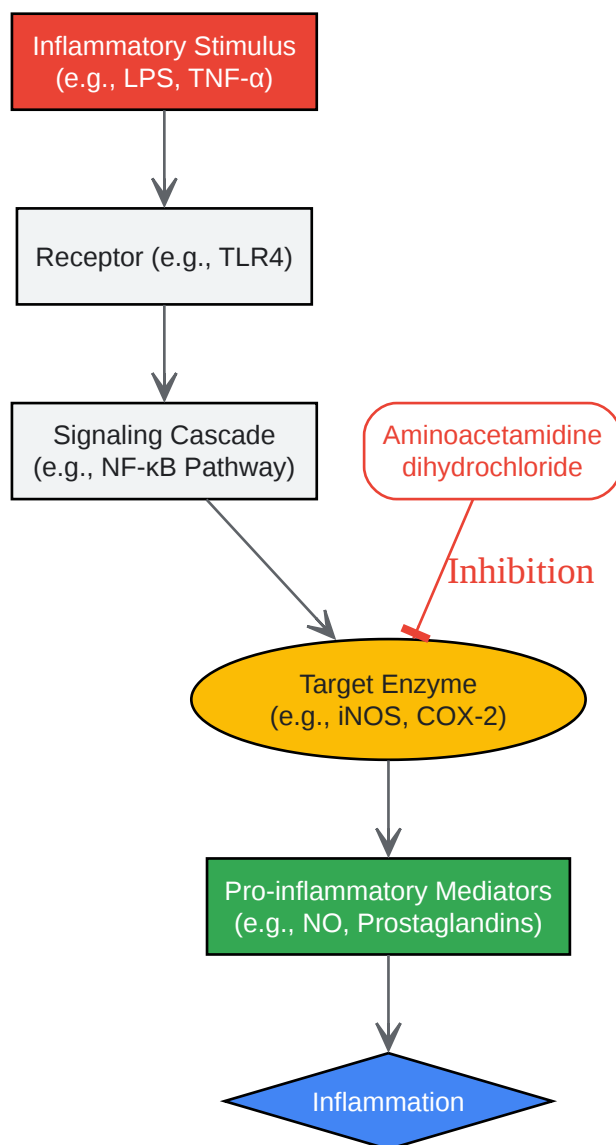 Inflammatory Stimulus
(e.g., LPS, TNF-α)
Receptor (e.g., TLR4)
Signaling Cascade
(e.g., NF-κB Pathway)
Aminoacetamidine
dihydrochloride
Inhibition
Target Enzyme
(e.g., iNOS, COX-2)
Pro-inflammatory Mediators
(e.g., NO, Prostaglandins)
Inflammation